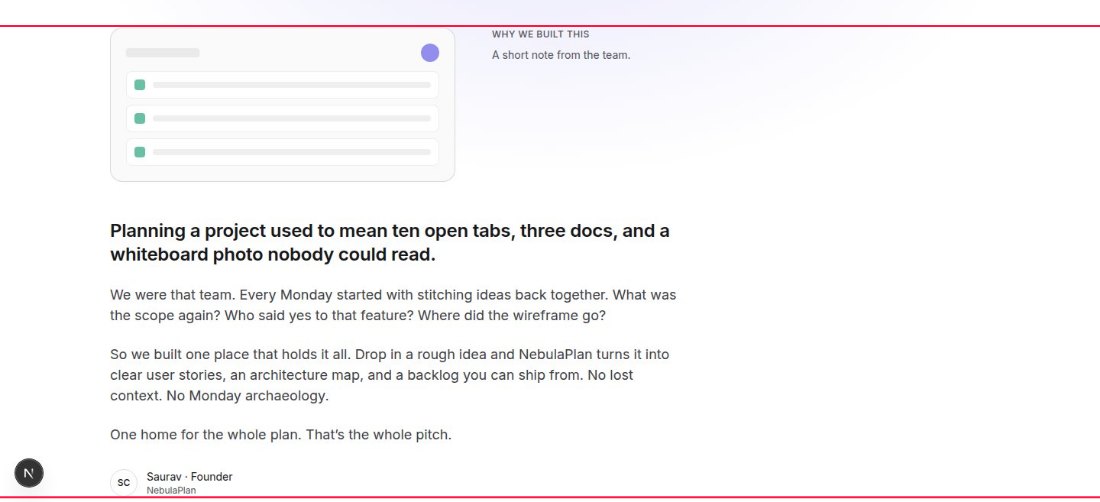 WHY WE BUILT THIS
A short note from the team.
Planning a project used to mean ten open tabs, three docs, and a
whiteboard photo nobody could read.
We were that team. Every Monday started with stitching ideas back together. What was
the scope again? Who said yes to that feature? Where did the wireframe go?
So we built one place that holds it all. Drop in a rough idea and NebulaPlan turns it into
clear user stories, an architecture map, and a backlog you can ship from. No lost
context. No Monday archaeology.
One home for the whole plan. That’s the whole pitch.
N
SC
Saurav · Founder
NebulaPlan